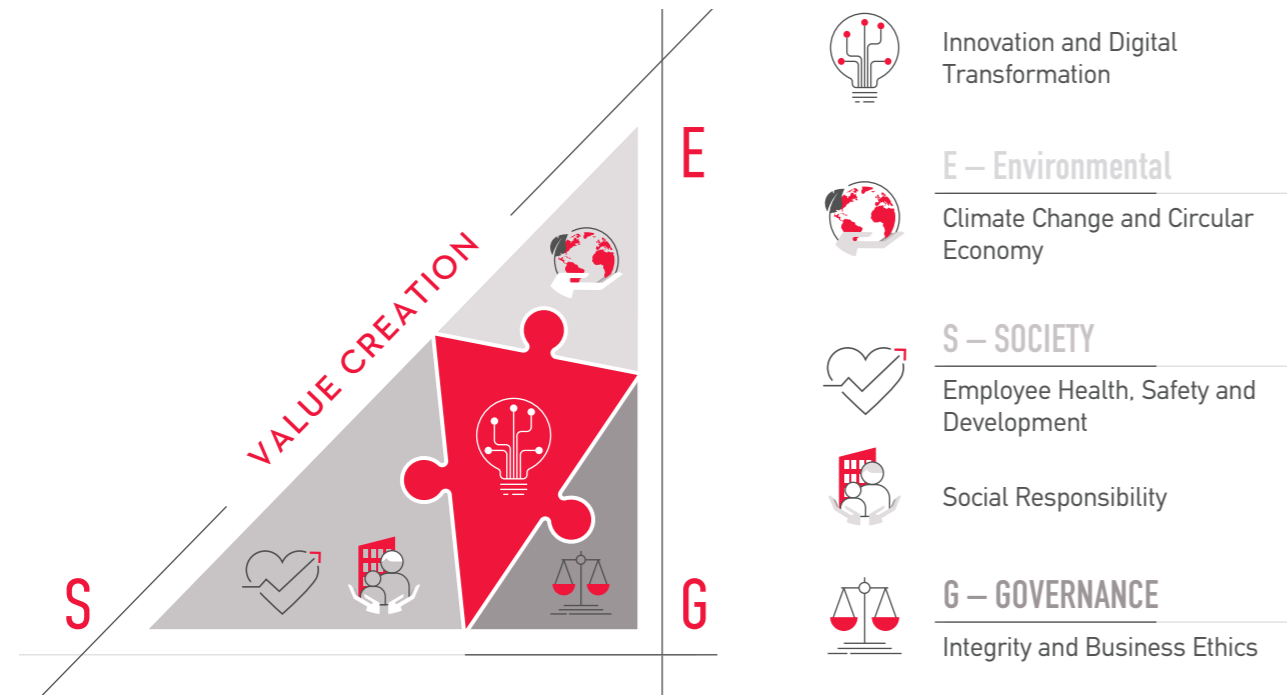 VALUE CREATION
E
S
G
Innovation and Digital
Transformation
E – Environmental
Climate Change and Circular
Economy
S – SOCIETY
Employee Health, Safety and
Development
Social Responsibility
G – GOVERNANCE
Integrity and Business Ethics